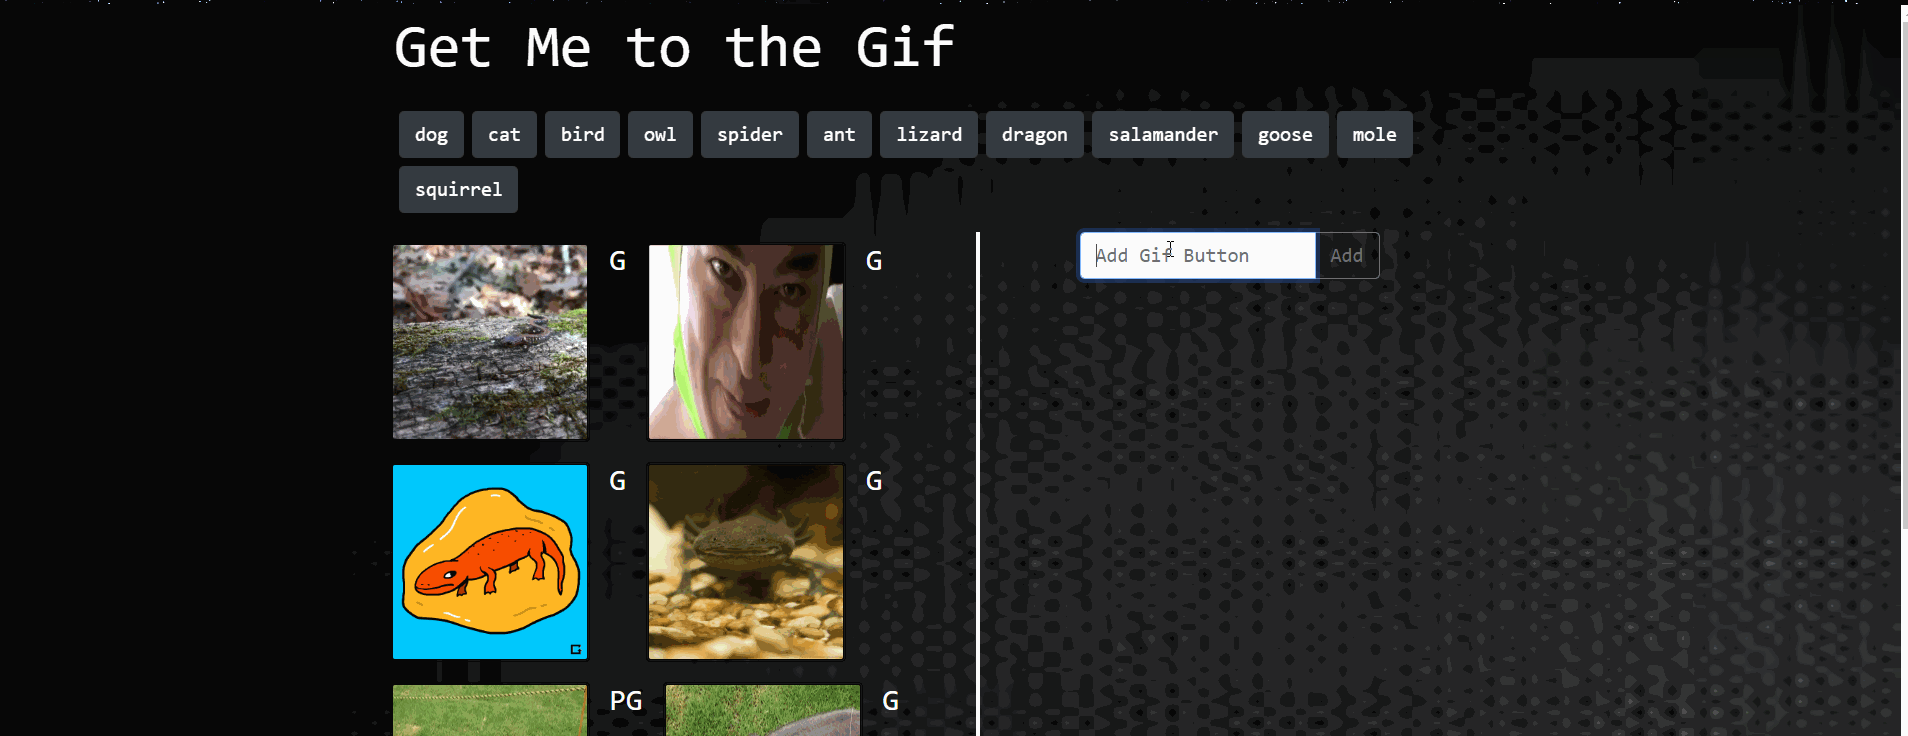 Get Me to the Gif
dog cat bird owl spider ant lizard dragon salamander goose mole
squirrel
G G Add Gif Button Add
G G
G
PG G